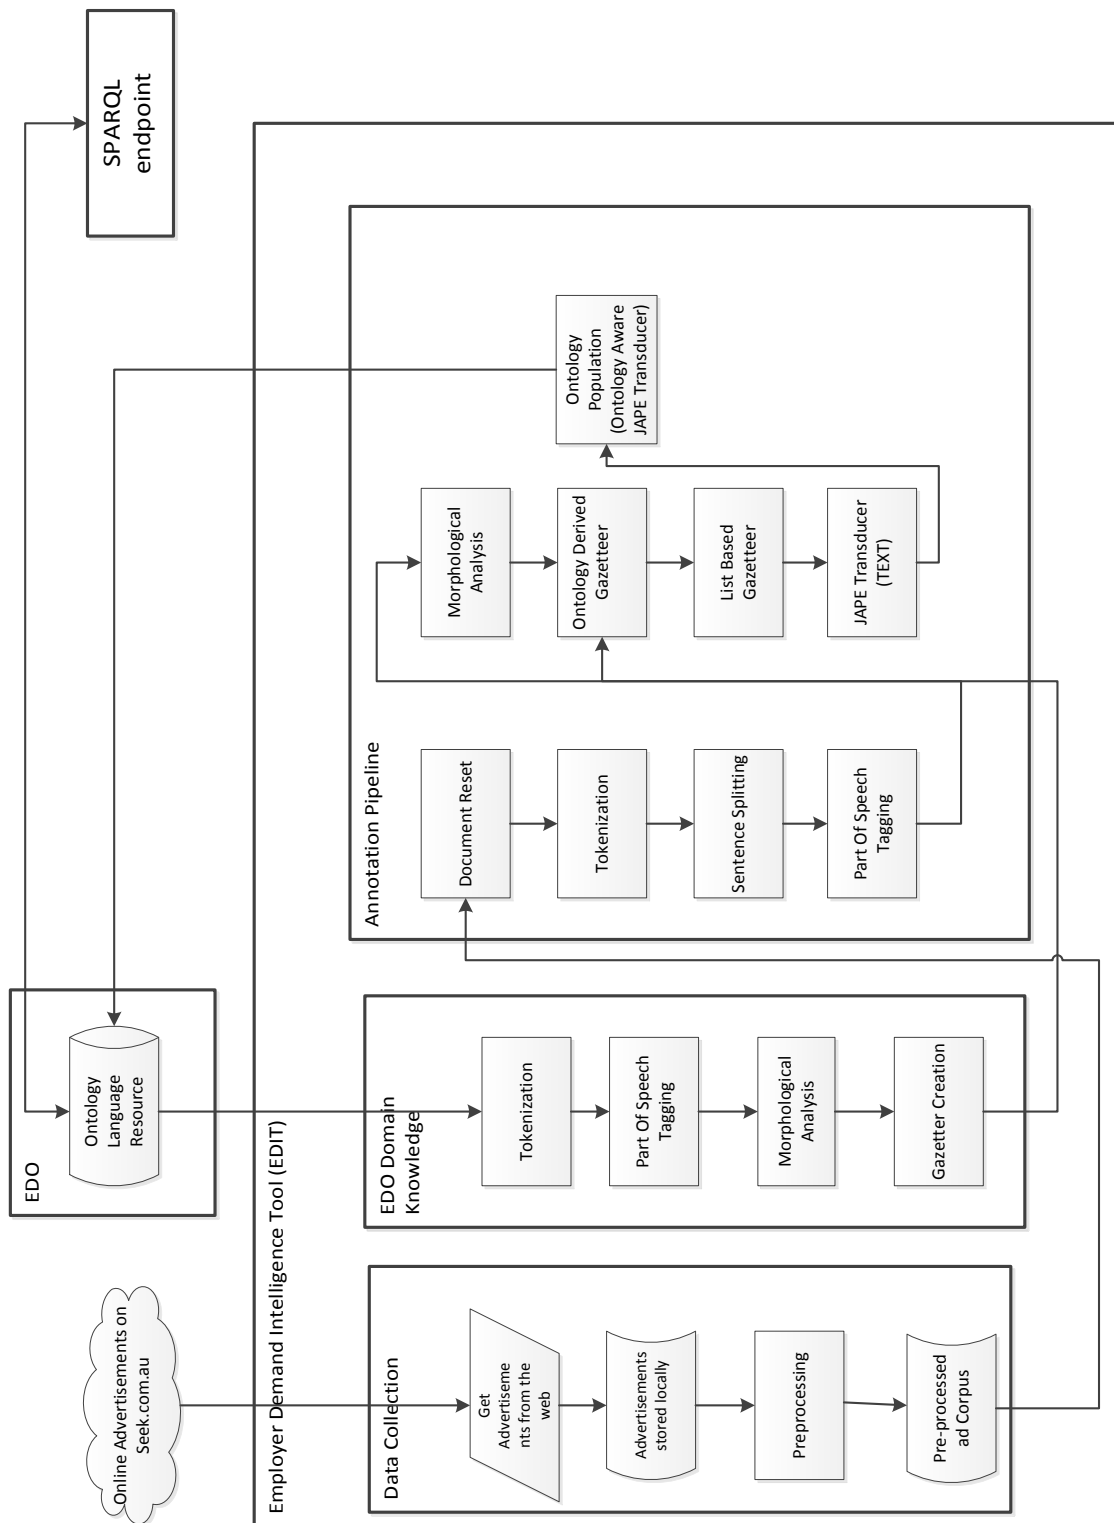 Online Advertisements on
Seek.com.au
EDO
Ontology
Language
Resource
SPARQL
endpoint
Employer Demand Intelligence Tool (EDIT)
Data Collection
Get
Advertiseme
nts from the
web
Advertisements
stored locally
Preprocessing
Pre-processed
ad Corpus
EDO Domain
Knowledge
Tokenization
Part Of Speech
Tagging
Morphological
Analysis
Gazetter Creation
Annotation Pipeline
Document Reset
Tokenization
Sentence Splitting
Part Of Speech
Tagging
Morphological
Analysis
Ontology Derived
Gazetteer
List Based
Gazetteer
JAPE Transducer
(TEXT)
Ontology
Population
(Ontology Aware
JAPE Transducer)